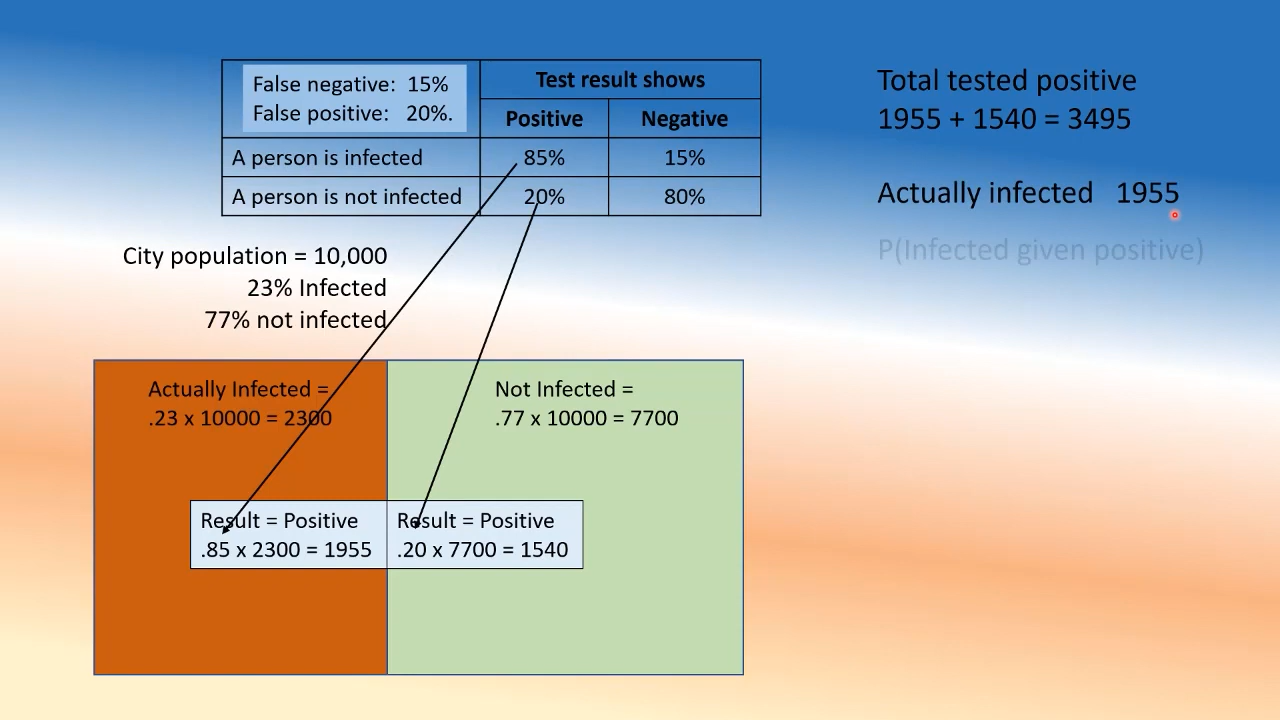 False negative: 15%
False positive: 20%.
Test result shows
Positive Negative
A person is infected 85% 15%
A person is not infected 20% 80%
City population = 10,000
23% Infected
77% not infected
Actually Infected =
.23 x 10000 = 2300
Not Infected =
.77 x 10000 = 7700
Result = Positive
.85 x 2300 = 1955
Result = Positive
.20 x 7700 = 1540
Total tested positive
1955 + 1540 = 3495
Actually infected 1955
P(Infected given positive)